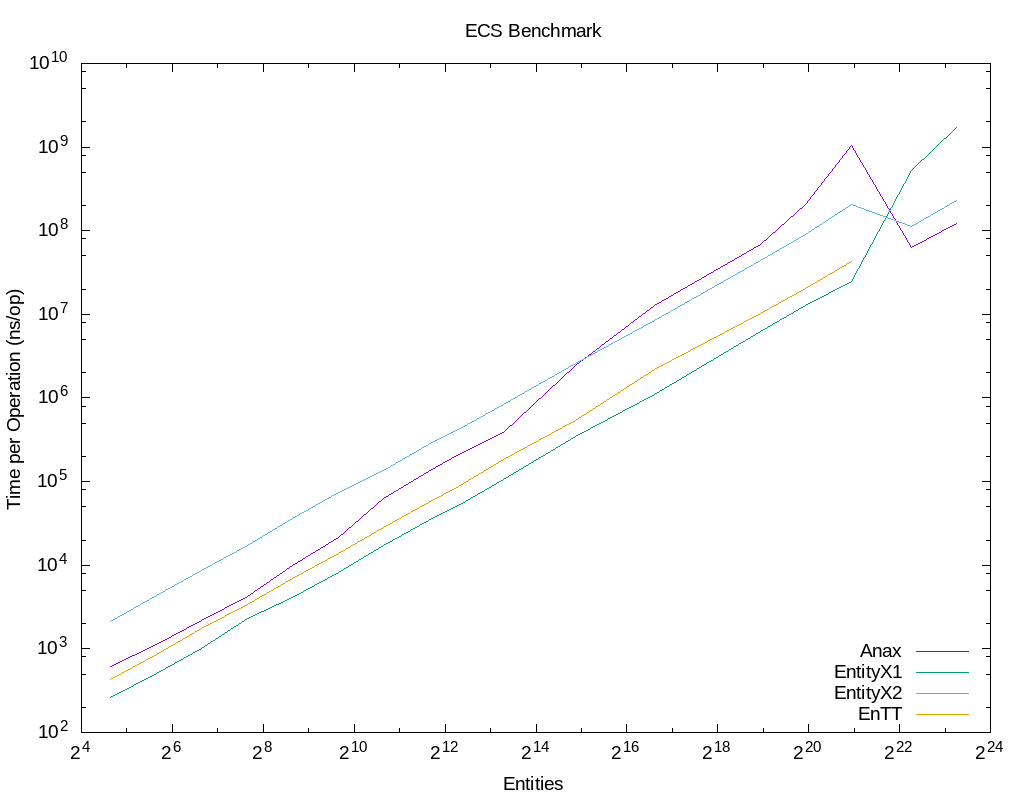 ECS Benchmark
10^10
10^9
10^8
10^7
10^6
10^5
10^4
10^3
10^2
Time per Operation (ns/op)
Anax
EntityX1
EntityX2
EnTT
2^4 2^6 2^8 2^10 2^12 2^14 2^16 2^18 2^20 2^22 2^24
Entities